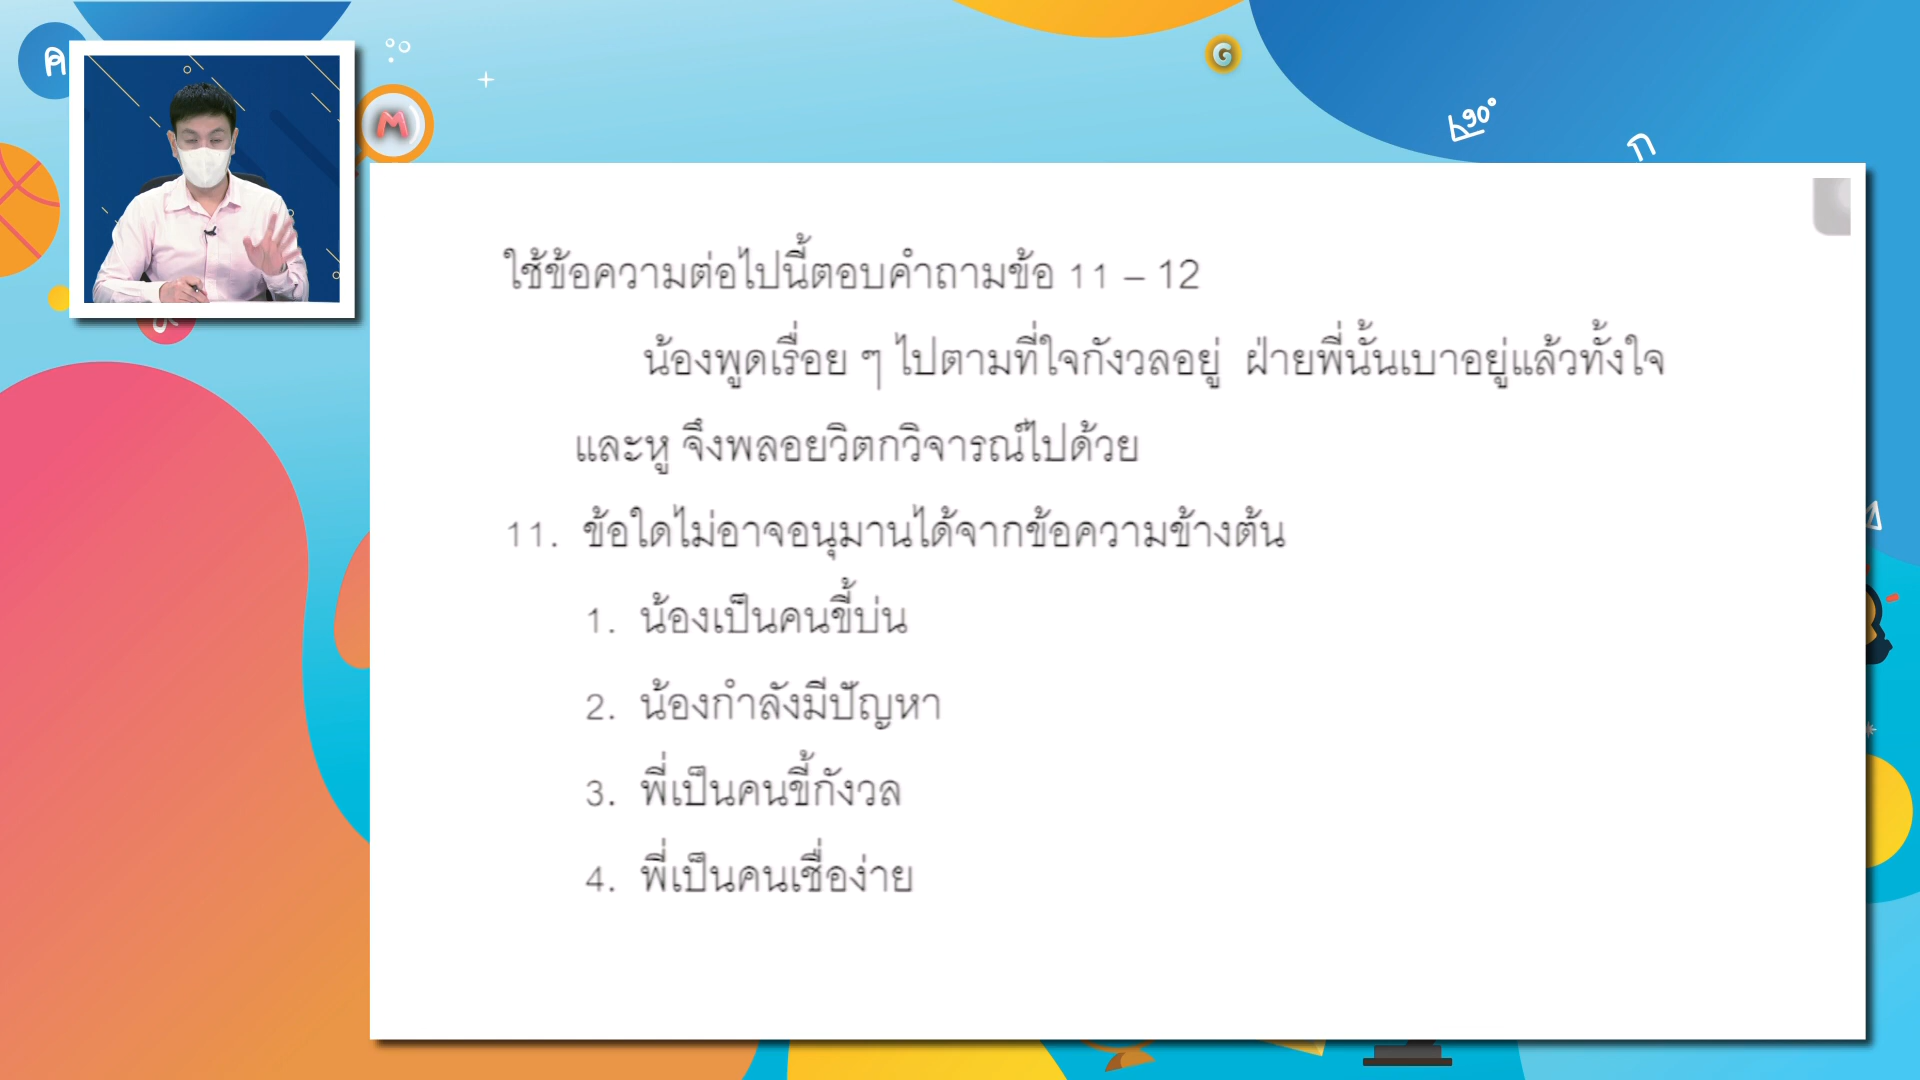 ค
M
G
90°
ก
ใช้ข้อความต่อไปนี้ตอบคำถามข้อ 11 – 12
น้องพูดเรื่อย ๆ ไปตามที่ใจกังวลอยู่ ฝ่ายพี่นั้นเบาอยู่แล้วทั้งใจ
และหู จึงพลอยวิตกวิจารณ์ไปด้วย
11. ข้อใดไม่อาจอนุมานได้จากข้อความข้างต้น
1. น้องเป็นคนขี้บ่น
2. น้องกำลังมีปัญหา
3. พี่เป็นคนขี้กังวล
4. พี่เป็นคนเชื่อง่าย